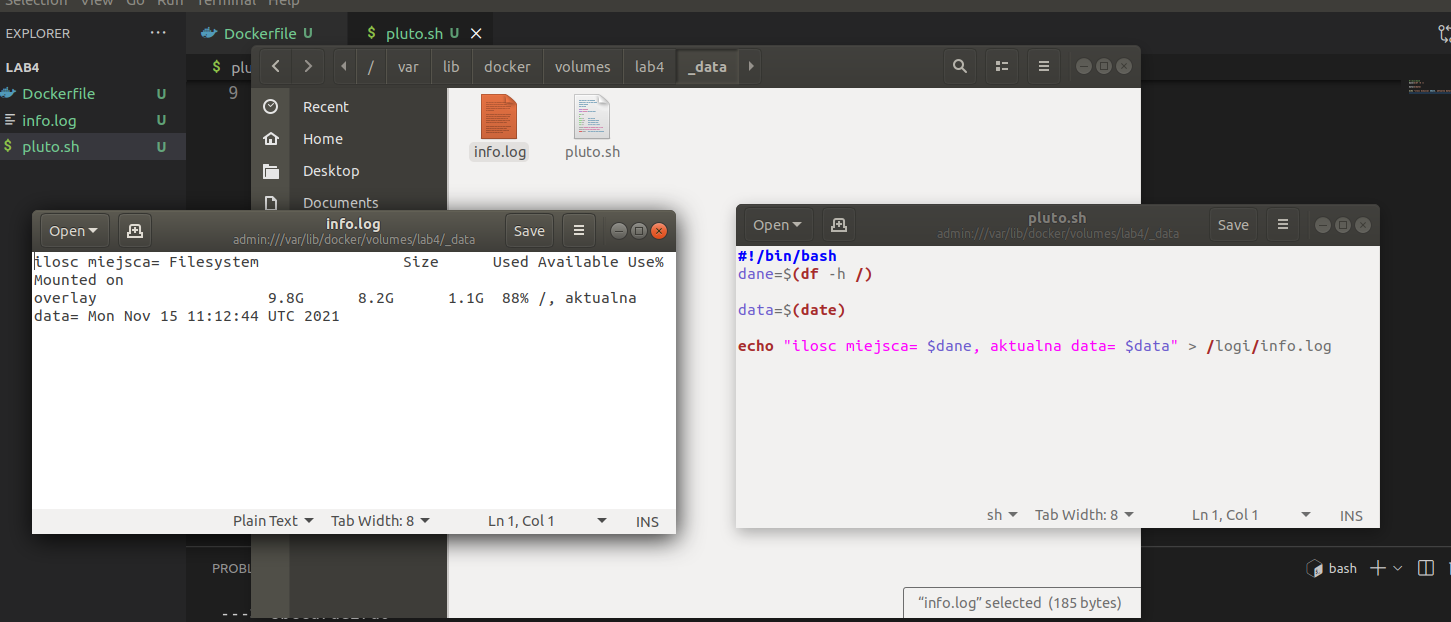 Selection View Go Run Terminal Help
EXPLORER ···
Dockerfile U
$ pluto.sh U
LAB4
Dockerfile U
info.log U
$ pluto.sh U
$
9
/ var lib docker volumes lab4 _data
Recent
Home
Desktop
Documents
info.log
pluto.sh
Open
info.log
admin:///var/lib/docker/volumes/lab4/_data
Save
ilosc miejsca= Filesystem Size Used Available Use%
Mounted on
overlay 9.8G 8.2G 1.1G 88% /, aktualna
data= Mon Nov 15 11:12:44 UTC 2021
Plain Text Tab Width: 8 Ln 1, Col 1 INS
Open
pluto.sh
admin:///var/lib/docker/volumes/lab4/_data
Save
#!/bin/bash
dane=$(df -h /)
data=$(date)
echo "ilosc miejsca= $dane, aktualna data= $data" > /logi/info.log
sh Tab Width: 8 Ln 1, Col 1 INS
bash
“info.log” selected (185 bytes)